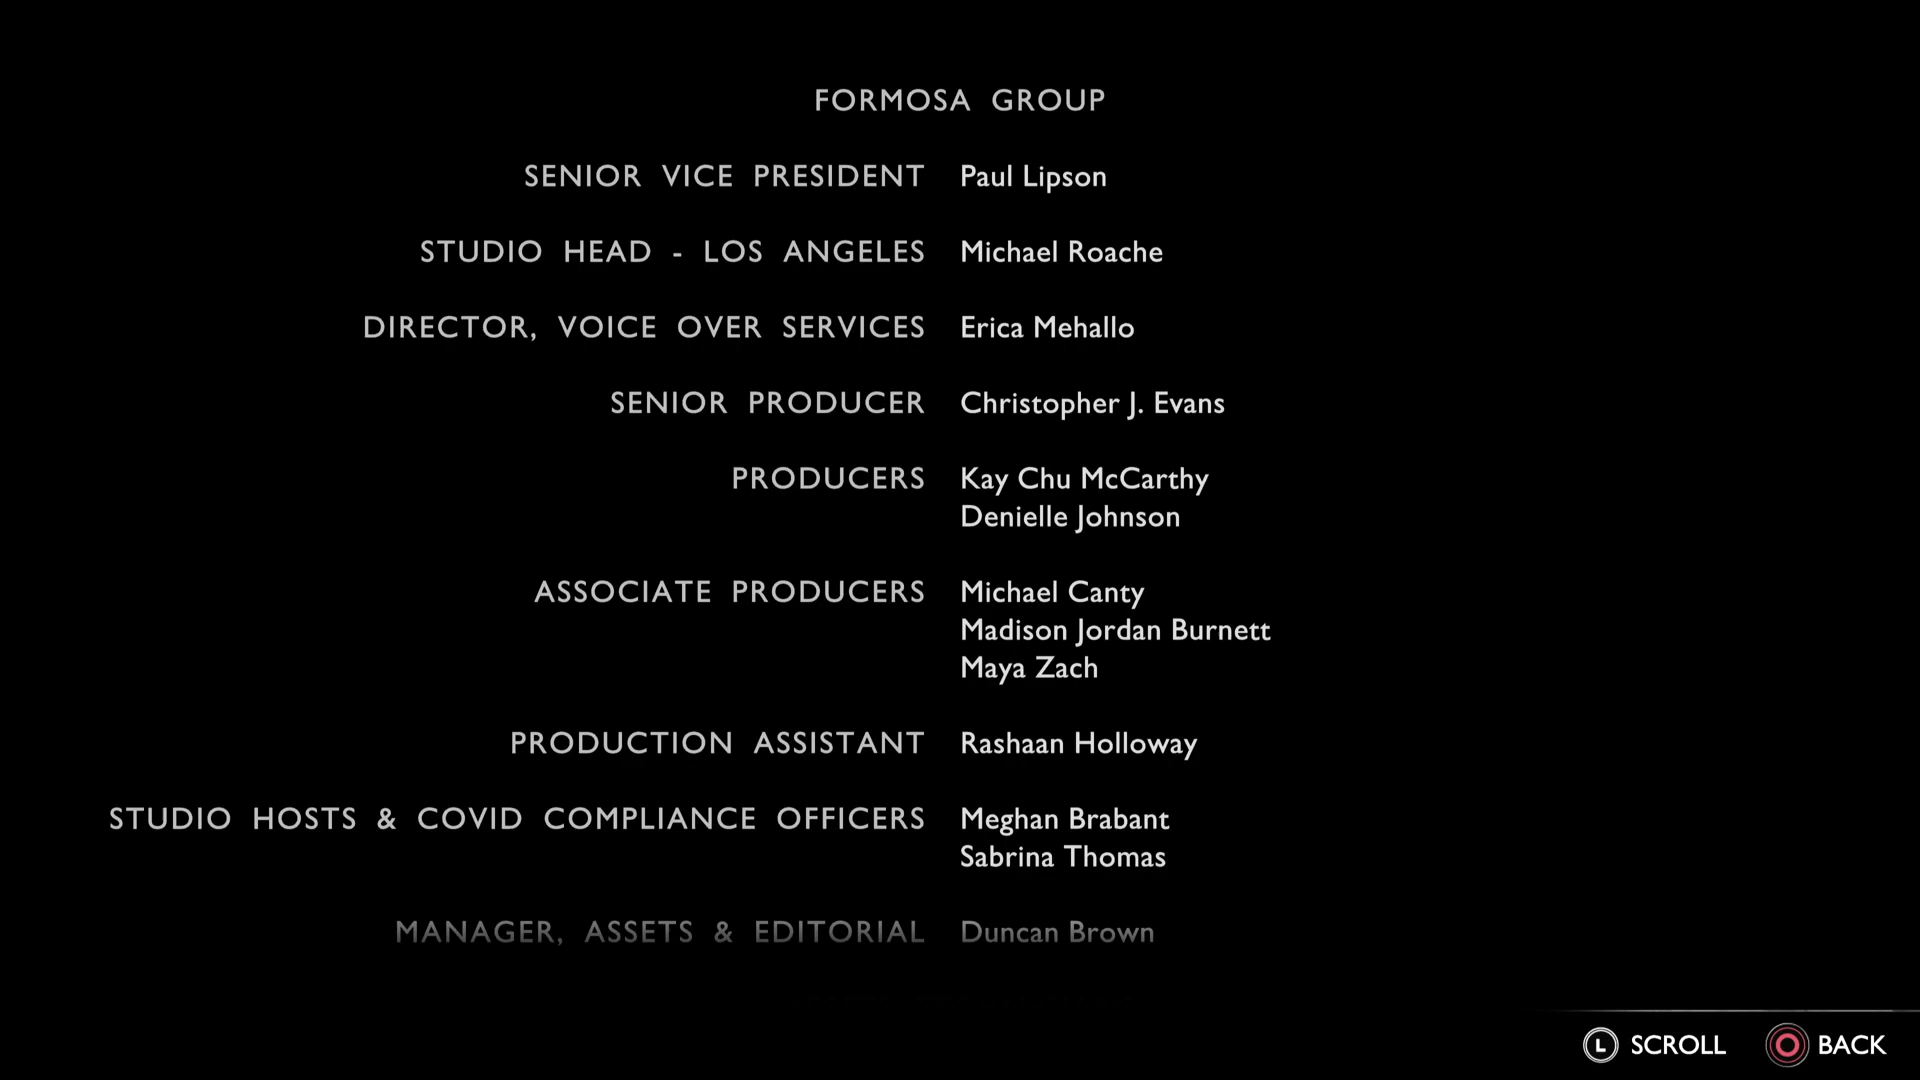 FORMOSA GROUP
SENIOR VICE PRESIDENT Paul Lipson
STUDIO HEAD - LOS ANGELES Michael Roache
DIRECTOR, VOICE OVER SERVICES Erica Mehallo
SENIOR PRODUCER Christopher J. Evans
PRODUCERS Kay Chu McCarthy
Denielle Johnson
ASSOCIATE PRODUCERS Michael Canty
Madison Jordan Burnett
Maya Zach
PRODUCTION ASSISTANT Rashaan Holloway
STUDIO HOSTS & COVID COMPLIANCE OFFICERS Meghan Brabant
Sabrina Thomas
MANAGER, ASSETS & EDITORIAL Duncan Brown
L SCROLL BACK